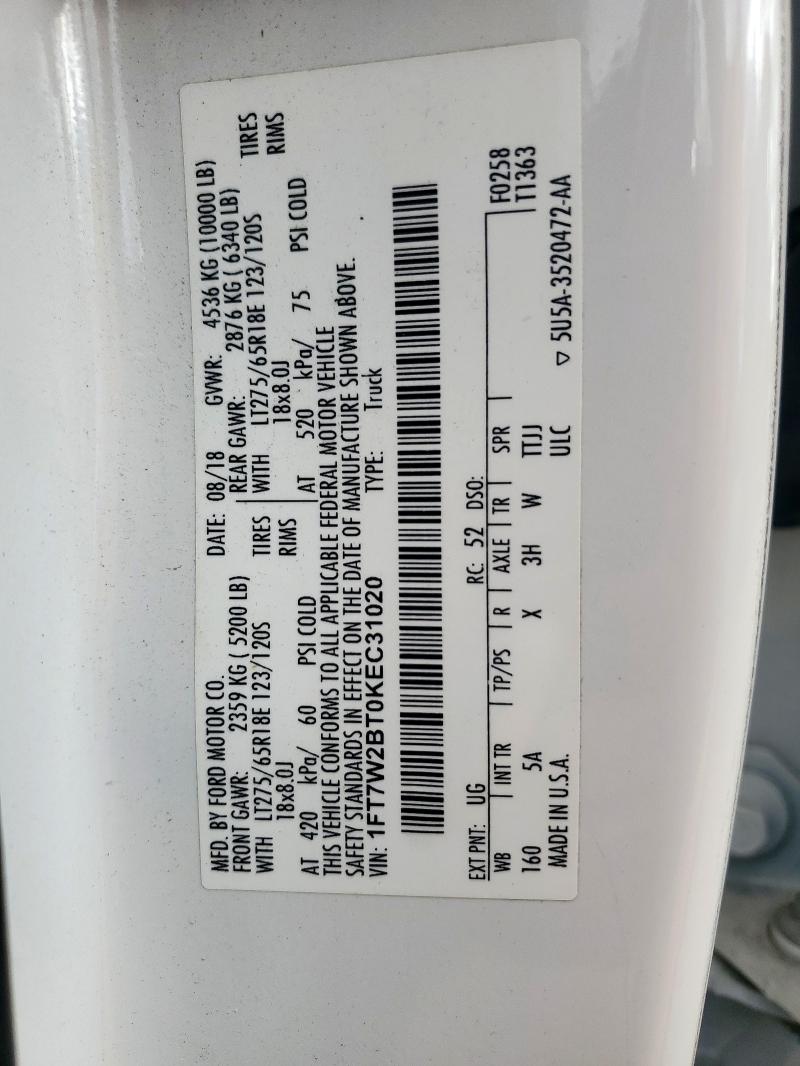 MFD. BY FORD MOTOR CO.
DATE: 08/18 GVWR: 4536 KG (10000 LB)
FRONT GAWR: 2359 KG ( 5200 LB)
REAR GAWR: 2876 KG ( 6340 LB)
WITH LT275/65R18E 123/120S TIRES
WITH LT275/65R18E 123/120S TIRES
18x8.0J RIMS
18x8.0J RIMS
AT 420 kPa/ 60 PSI COLD
AT 520 kPa/ 75 PSI COLD
THIS VEHICLE CONFORMS TO ALL APPLICABLE FEDERAL MOTOR VEHICLE
SAFETY STANDARDS IN EFFECT ON THE DATE OF MANUFACTURE SHOWN ABOVE.
VIN: 1FT7W2BT0KEC31020 TYPE: Truck
EXT PNT: UG RC: 52 DSO:
WB INT TR TP/PS R AXLE TR SPR F0258
160 5A X 3H W TTJJ T1363
MADE IN U.S.A. ULC ▽ 5U5A-3520472-AA